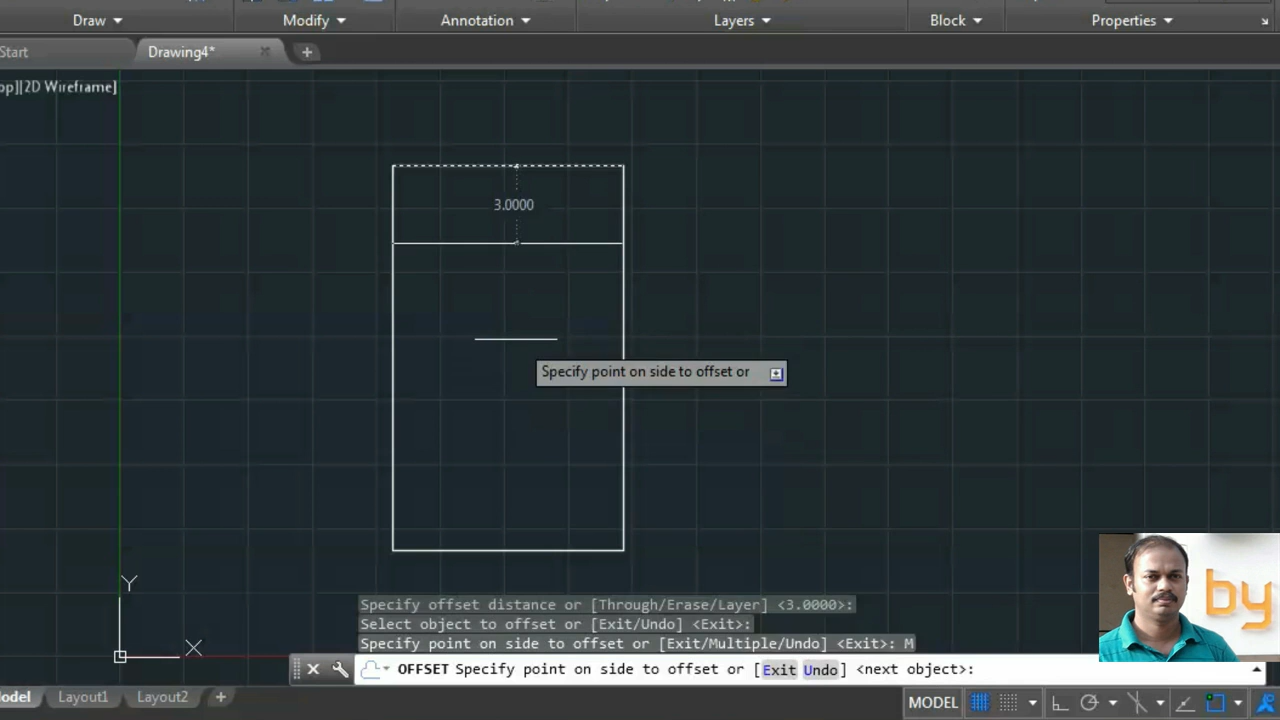 Draw
Modify
Annotation
Layers
Block
Properties
Start
Drawing4*
op][2D Wireframe]
3.0000
Specify point on side to offset or
Y
X
by
Specify offset distance or [Through/Erase/Layer] <3.0000>:
Select object to offset or [Exit/Undo] <Exit>:
Specify point on side to offset or [Exit/Multiple/Undo] <Exit>: M
OFFSET Specify point on side to offset or [Exit Undo] <next object>:
odel
Layout1
Layout2
MODEL